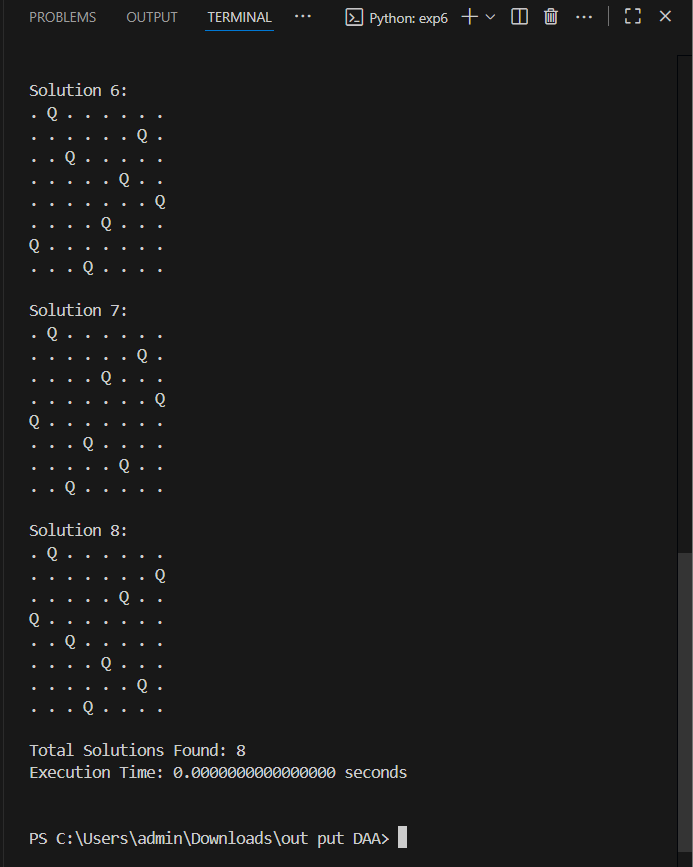 PROBLEMS OUTPUT TERMINAL ··· Python: exp6 ···
Solution 6:
. Q . . . . . .
. . . . . . Q .
. . Q . . . . .
. . . . . Q . .
. . . . . . . Q
. . . . Q . . .
Q . . . . . . .
. . . Q . . . .
Solution 7:
. Q . . . . . .
. . . . . . Q .
. . . . Q . . .
. . . . . . . Q
Q . . . . . . .
. . . Q . . . .
. . . . . Q . .
. . Q . . . . .
Solution 8:
. Q . . . . . .
. . . . . . . Q
. . . . . Q . .
Q . . . . . . .
. . Q . . . . .
. . . . Q . . .
. . . . . . Q .
. . . Q . . . .
Total Solutions Found: 8
Execution Time: 0.0000000000000000 seconds
PS C:\Users\admin\Downloads\out put DAA>